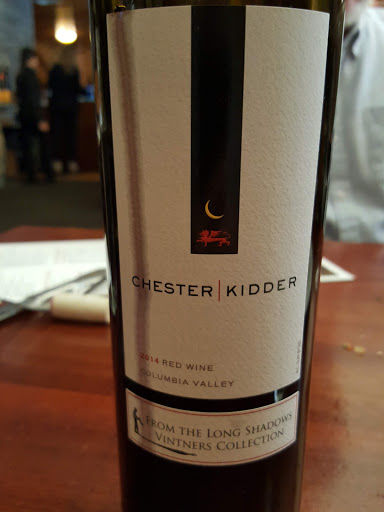 CHESTER | KIDDER
2014 RED WINE
COLUMBIA VALLEY
FROM THE LONG SHADOWS
VINTNERS COLLECTION